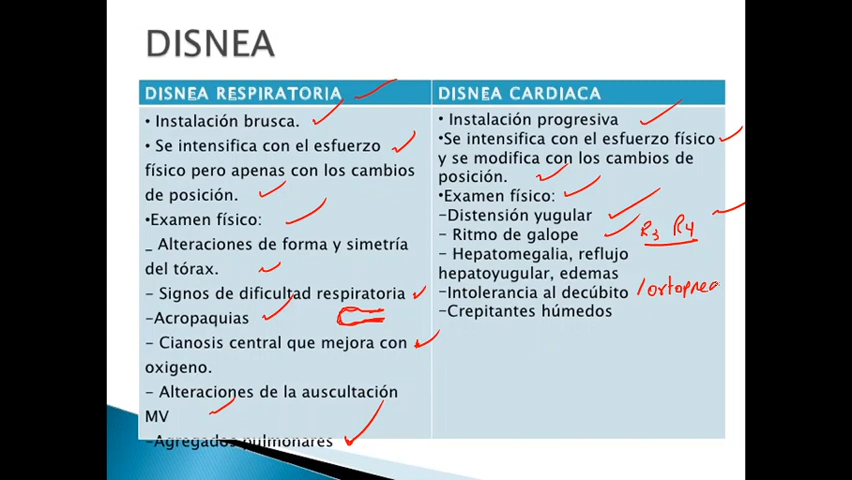 DISNEA
DISNEA RESPIRATORIA
• Instalación brusca.
• Se intensifica con el esfuerzo
físico pero apenas con los cambios
de posición.
•Examen físico:
_ Alteraciones de forma y simetría
del tórax.
- Signos de dificultad respiratoria
-Acropaquias
- Cianosis central que mejora con
oxigeno.
- Alteraciones de la auscultación
MV
-Agregados pulmonares
DISNEA CARDIACA
• Instalación progresiva
•Se intensifica con el esfuerzo físico
y se modifica con los cambios de
posición.
•Examen físico:
-Distensión yugular
- Ritmo de galope R3 R4
- Hepatomegalia, reflujo
hepatoyugular, edemas
-Intolerancia al decúbito /ortopnea
-Crepitantes húmedos